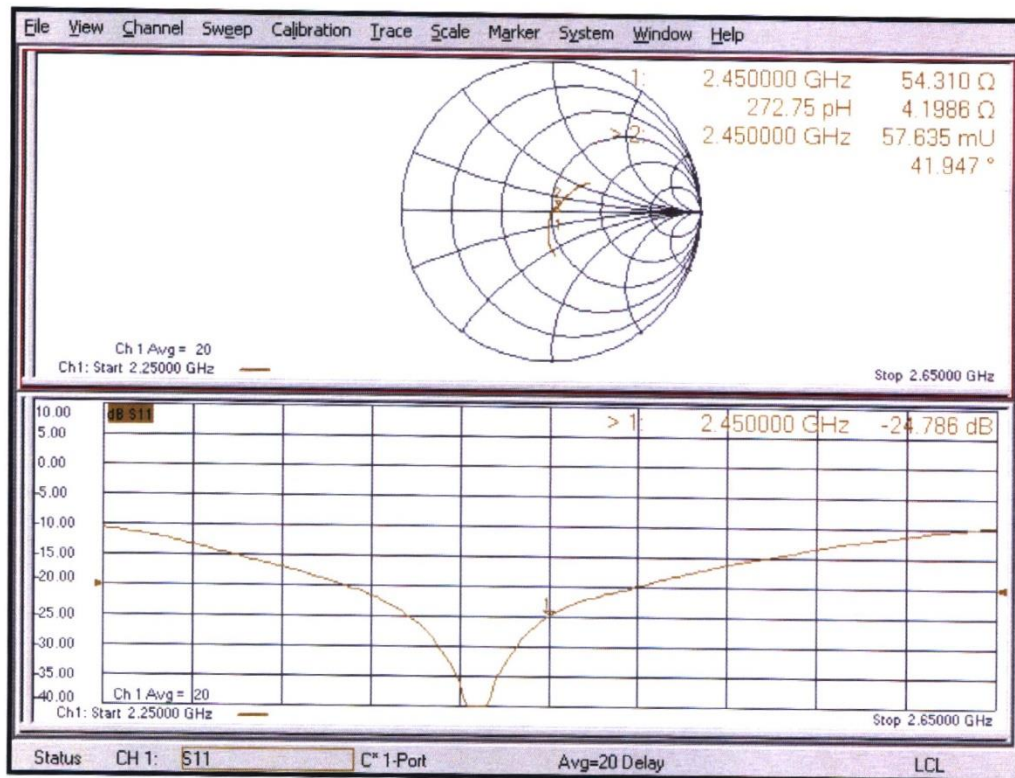 File View Channel Sweep Calibration Trace Scale Marker System Window Help
1: 2.450000 GHz 54.310 Ω
272.75 pH 4.1986 Ω
> 2: 2.450000 GHz 57.635 mU
41.947 °
Ch 1 Avg = 20
Ch1: Start 2.25000 GHz
Stop 2.65000 GHz
10.00
5.00
0.00
-5.00
-10.00
-15.00
-20.00
-25.00
-30.00
-35.00
-40.00
dB S11
> 1: 2.450000 GHz -24.786 dB
1
Ch 1 Avg = 20
Ch1: Start 2.25000 GHz
Stop 2.65000 GHz
Status CH 1: S11 C* 1-Port Avg=20 Delay LCL